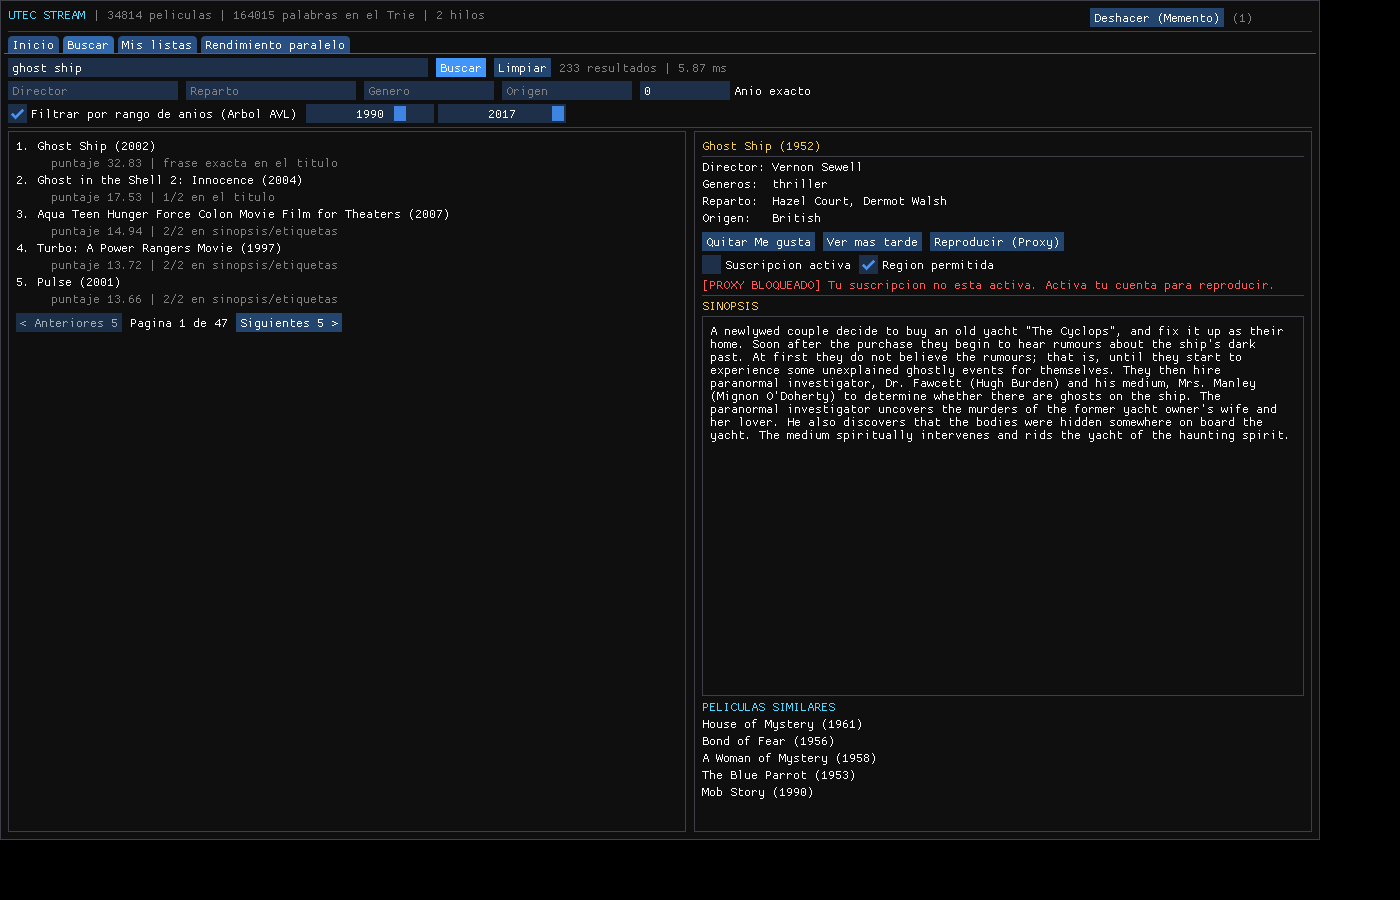 UTEC STREAM | 34814 peliculas | 164015 palabras en el Trie | 2 hilos
Deshacer (Memento) (1)
Inicio Buscar Mis listas Rendimiento paralelo
ghost ship Buscar Limpiar 233 resultados | 5.87 ms
Director Reparto Genero Origen 0 Anio exacto
Filtrar por rango de anios (Arbol AVL) 1990 2017
1. Ghost Ship (2002)
puntaje 32.83 | frase exacta en el titulo
2. Ghost in the Shell 2: Innocence (2004)
puntaje 17.53 | 1/2 en el titulo
3. Aqua Teen Hunger Force Colon Movie Film for Theaters (2007)
puntaje 14.94 | 2/2 en sinopsis/etiquetas
4. Turbo: A Power Rangers Movie (1997)
puntaje 13.72 | 2/2 en sinopsis/etiquetas
5. Pulse (2001)
puntaje 13.66 | 2/2 en sinopsis/etiquetas
< Anteriores 5 Pagina 1 de 47 Siguientes 5 >
Ghost Ship (1952)
Director: Vernon Sewell
Generos: thriller
Reparto: Hazel Court, Dermot Walsh
Origen: British
Quitar Me gusta Ver mas tarde Reproducir (Proxy)
Suscripcion activa Region permitida
[PROXY BLOQUEADO] Tu suscripcion no esta activa. Activa tu cuenta para reproducir.
SINOPSIS
A newlywed couple decide to buy an old yacht "The Cyclops", and fix it up as their
home. Soon after the purchase they begin to hear rumours about the ship's dark
past. At first they do not believe the rumours; that is, until they start to
experience some unexplained ghostly events for themselves. They then hire
paranormal investigator, Dr. Fawcett (Hugh Burden) and his medium, Mrs. Manley
(Mignon O'Doherty) to determine whether there are ghosts on the ship. The
paranormal investigator uncovers the murders of the former yacht owner's wife and
her lover. He also discovers that the bodies were hidden somewhere on board the
yacht. The medium spiritually intervenes and rids the yacht of the haunting spirit.
PELICULAS SIMILARES
House of Mystery (1961)
Bond of Fear (1956)
A Woman of Mystery (1958)
The Blue Parrot (1953)
Mob Story (1990)